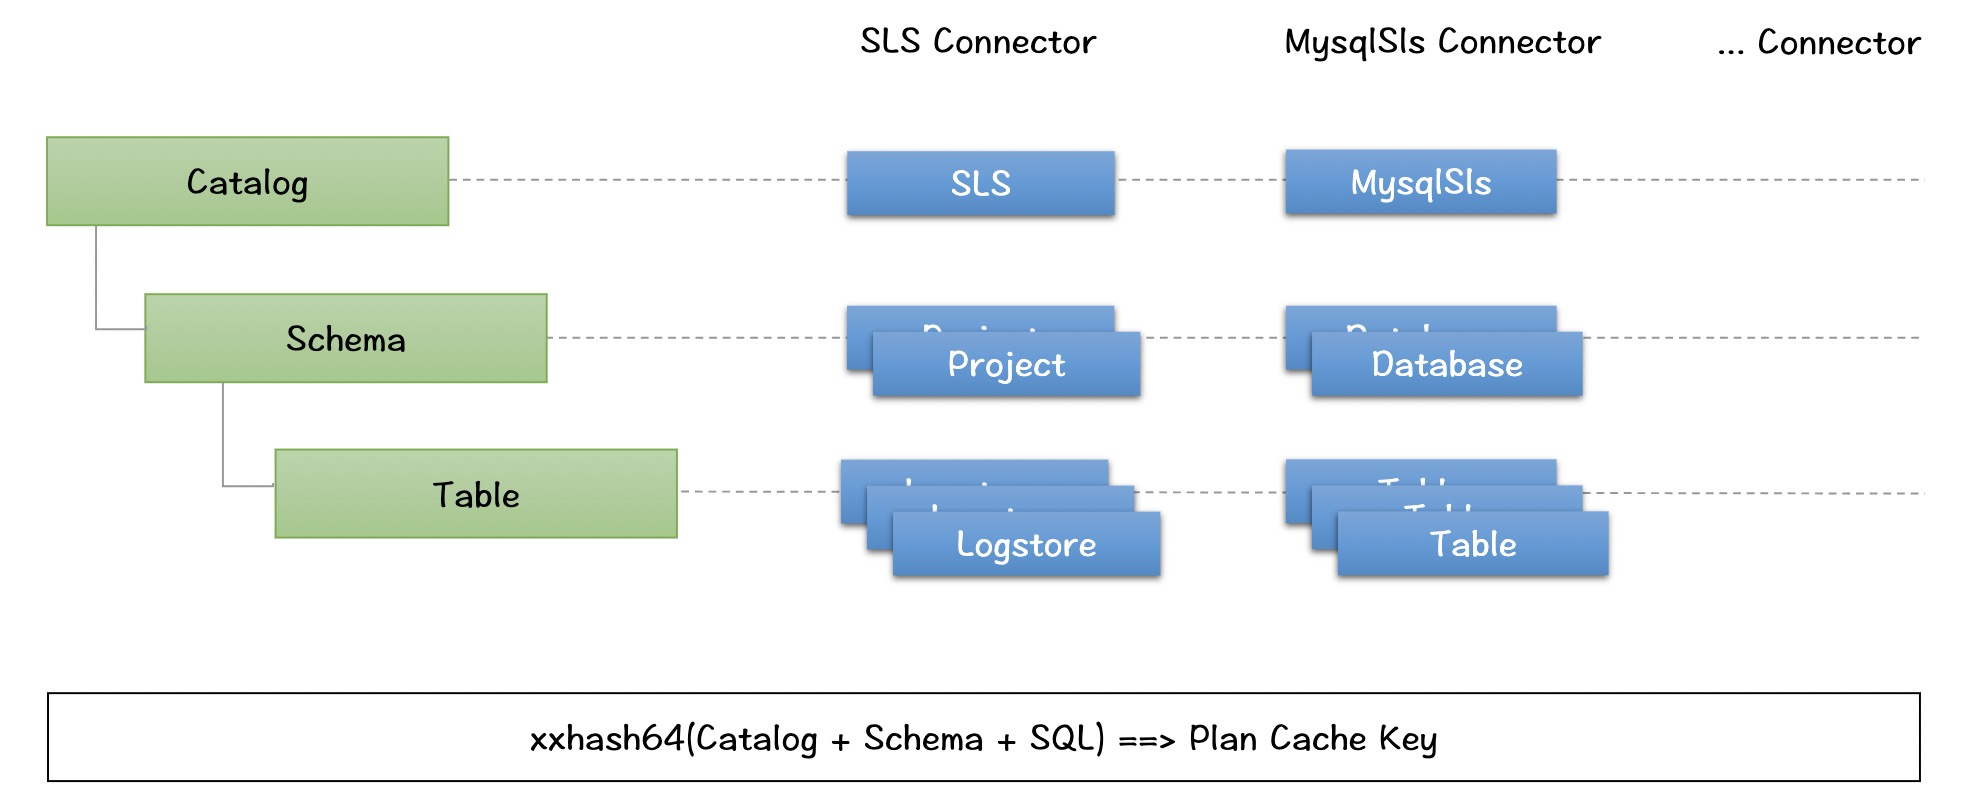 SLS Connector
MysqlSls Connector
... Connector
Catalog
SLS
MysqlSls
Schema
Project
Database
Table
Logstore
Table
xxhash64(Catalog + Schema + SQL) ==> Plan Cache Key